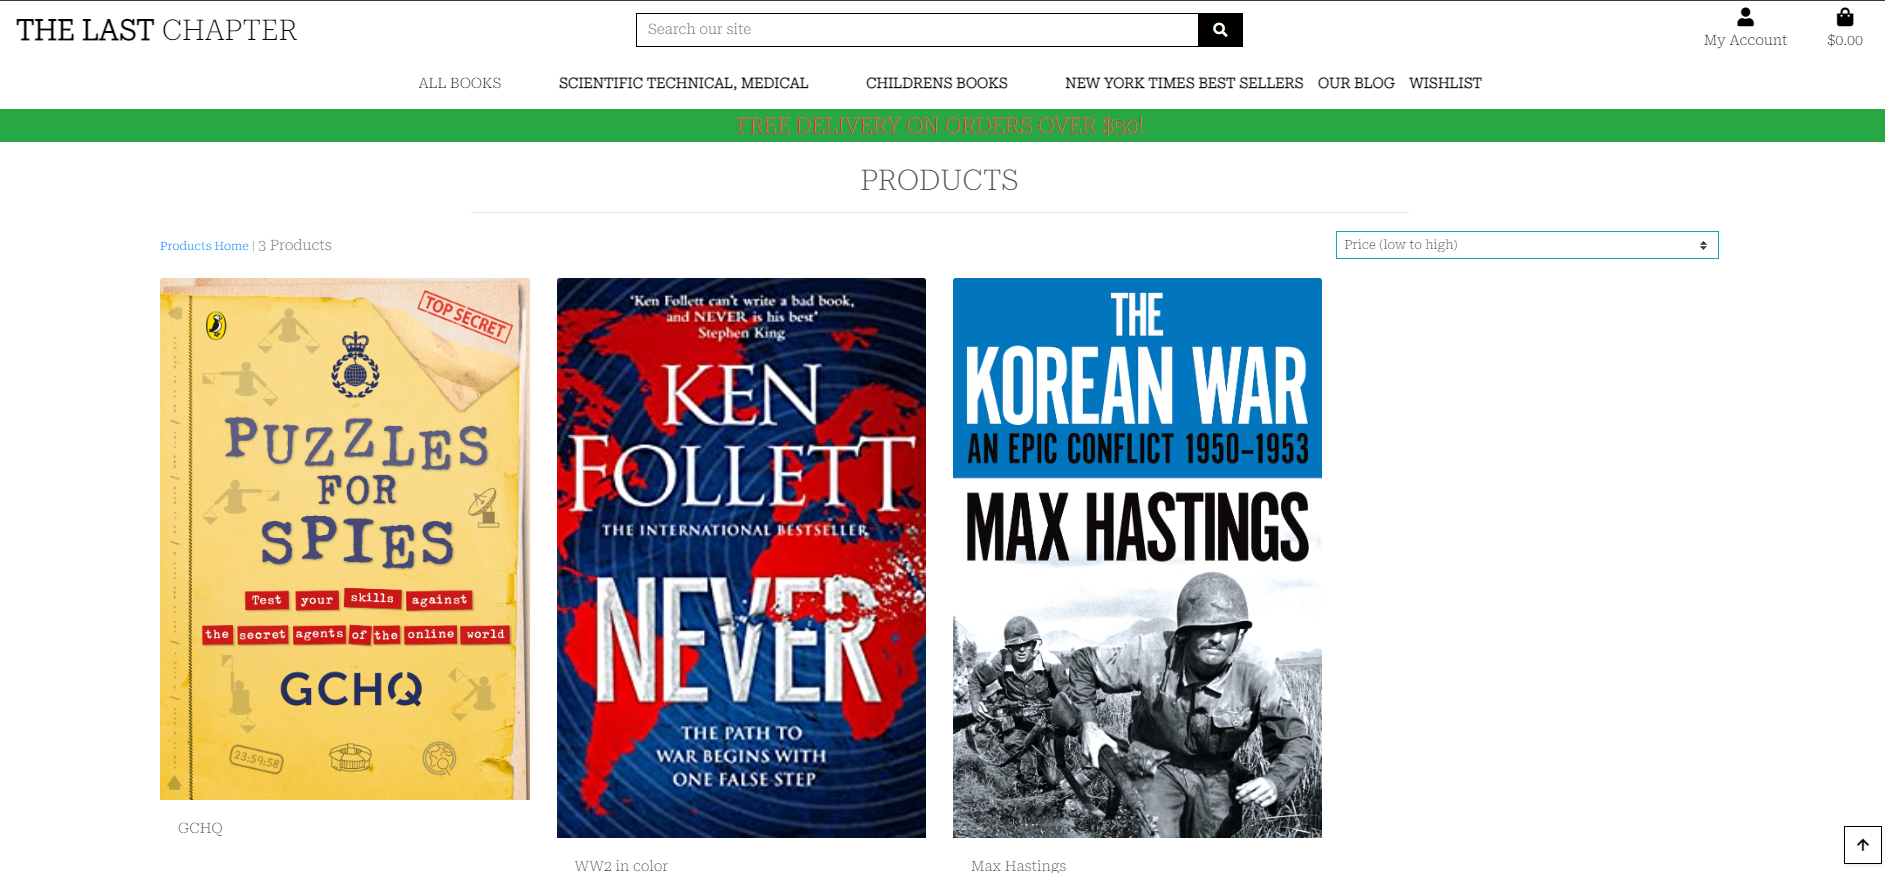 THE LAST CHAPTER
Search our site
My Account
$0.00
ALL BOOKS SCIENTIFIC TECHNICAL, MEDICAL CHILDRENS BOOKS NEW YORK TIMES BEST SELLERS OUR BLOG WISHLIST
FREE DELIVERY ON ORDERS OVER $50!
PRODUCTS
Products Home | 3 Products
Price (low to high)
TOP SECRET
PUZZLES
FOR
SPIES
Test your skills against
the secret agents of the online world
GCHQ
23:59:58
GCHQ
'Ken Follett can't write a bad book,
and NEVER is his best'
Stephen King
KEN
FOLLETT
THE INTERNATIONAL BESTSELLER
NEVER
THE PATH TO
WAR BEGINS WITH
ONE FALSE STEP
WW2 in color
THE
KOREAN WAR
AN EPIC CONFLICT 1950-1953
MAX HASTINGS
Max Hastings